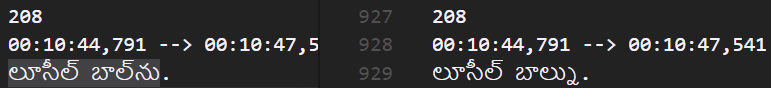 208
00:10:44,791 --> 00:10:47,5
లూసీల్ బాల్‌ను.
927 208
928 00:10:44,791 --> 00:10:47,541
929 లూసీల్ బాల్ను.